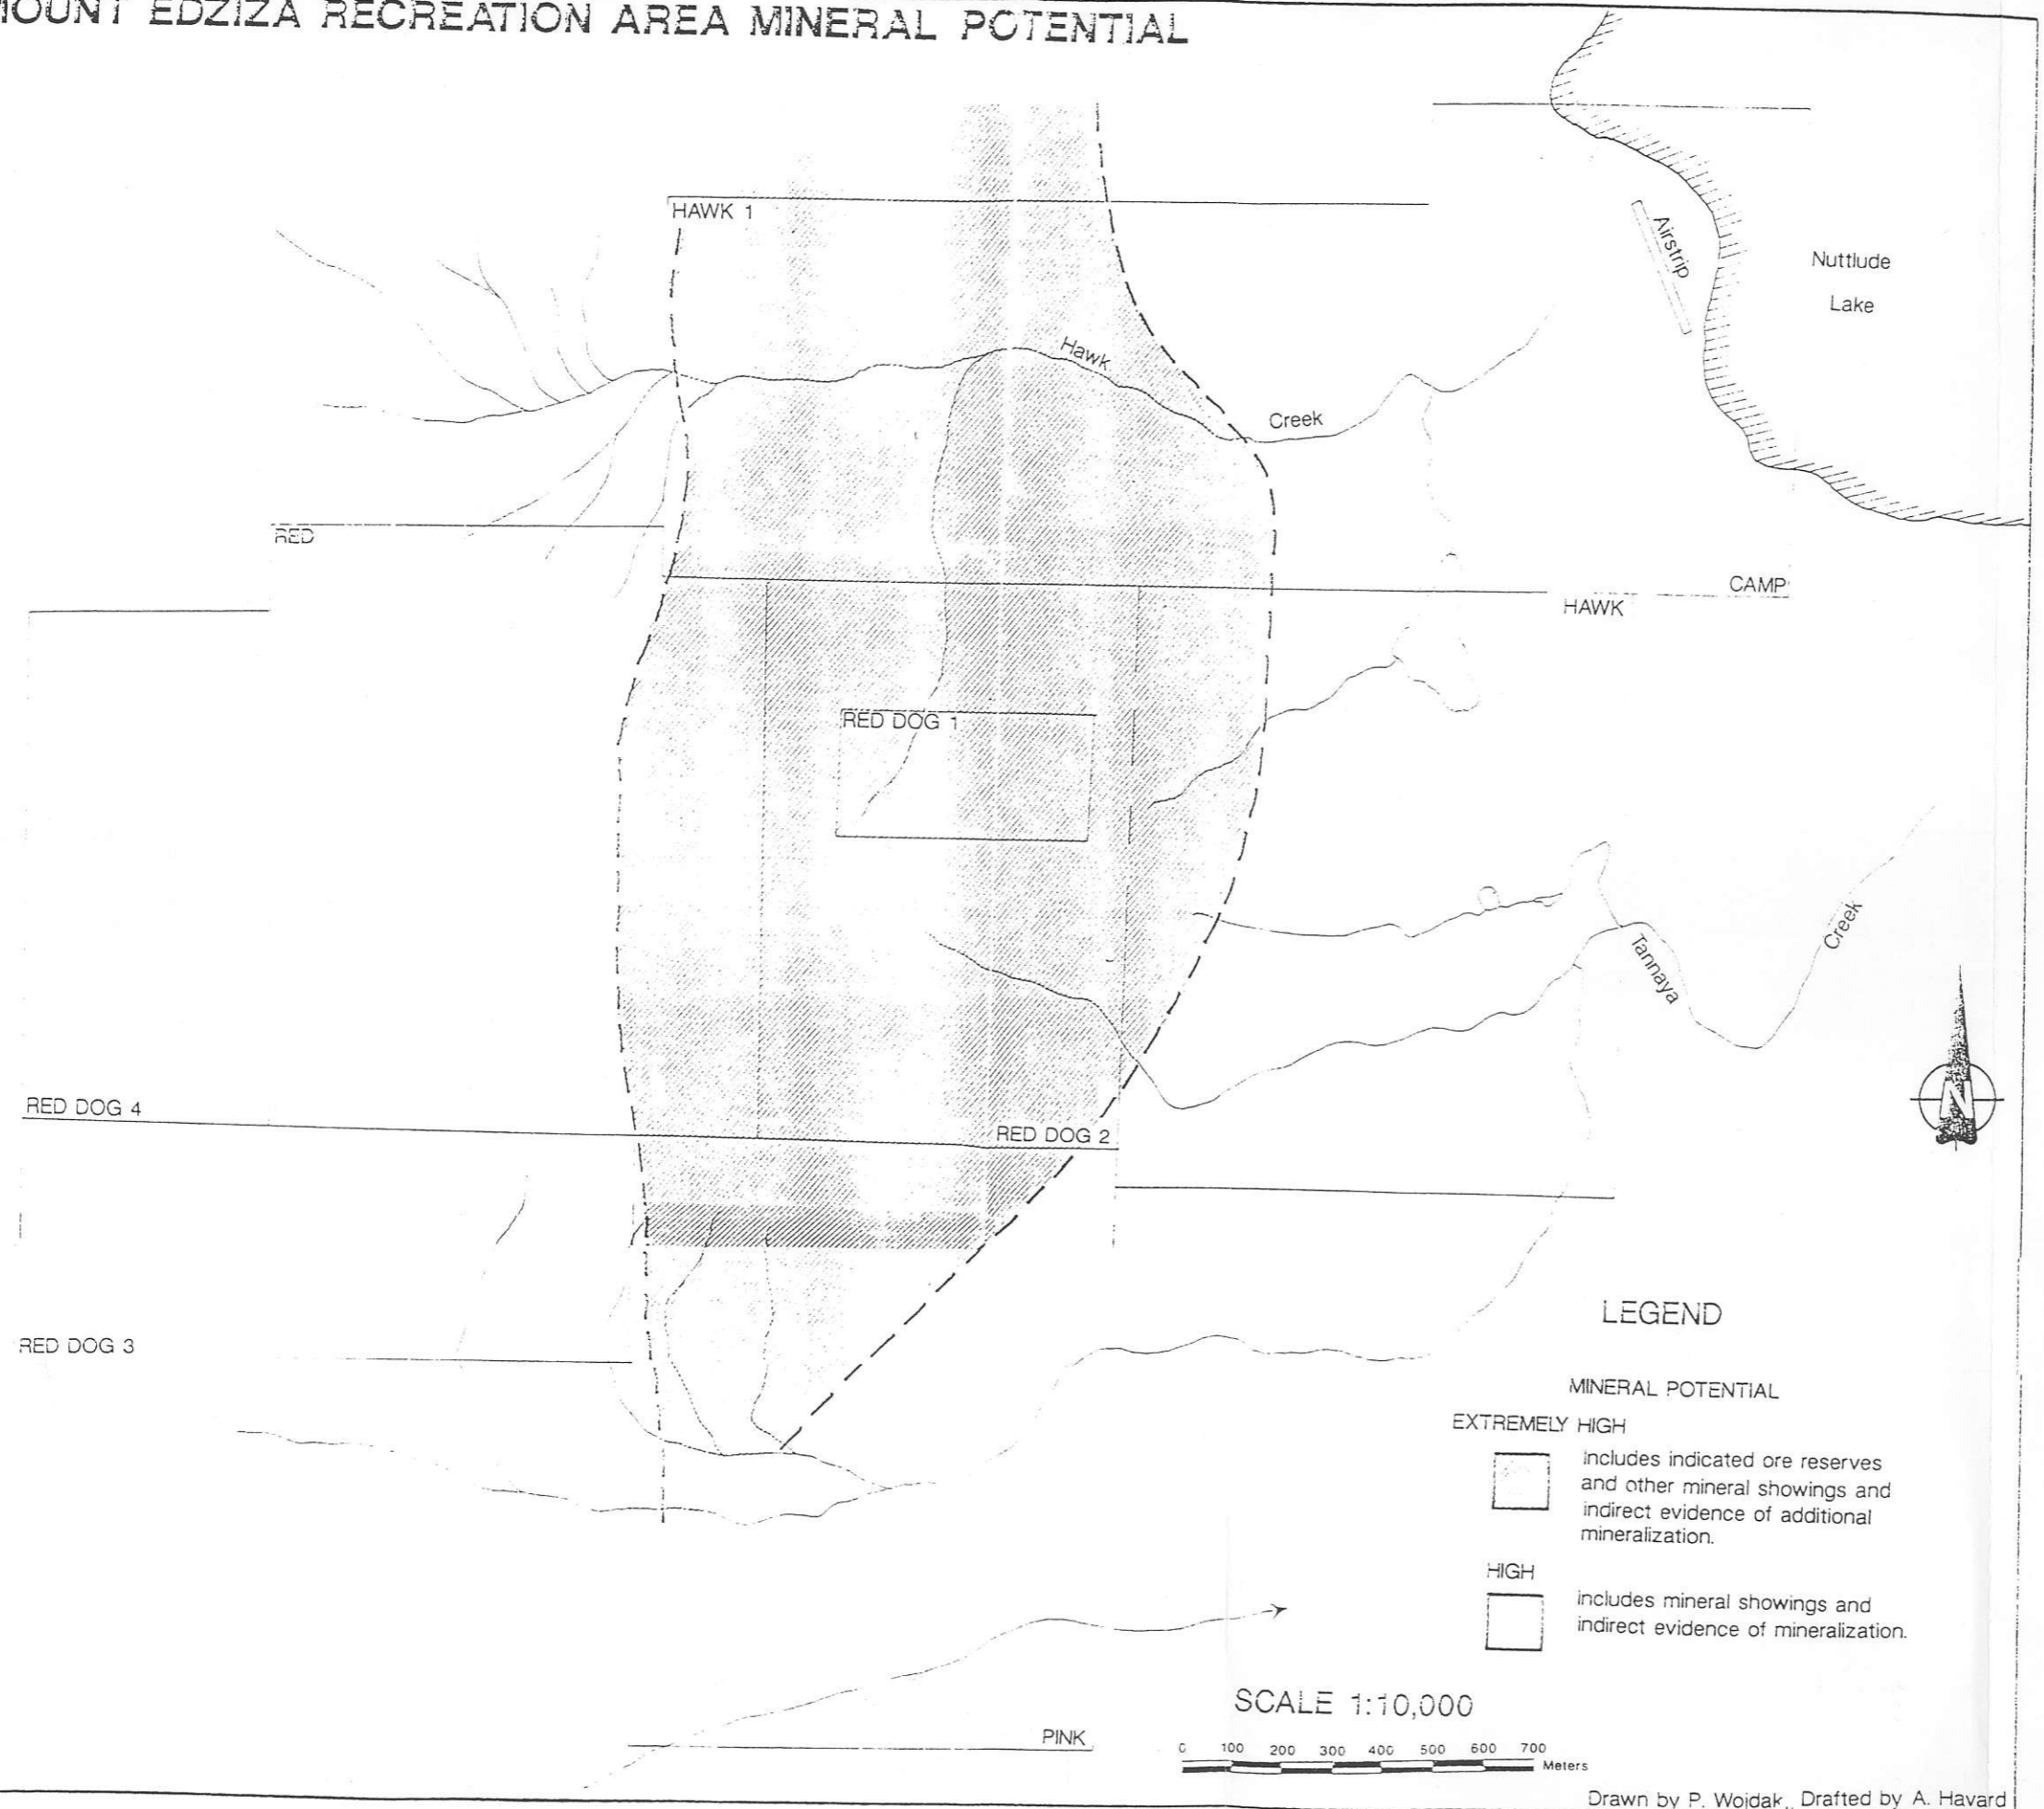 MOUNT EDZIZA RECREATION AREA MINERAL POTENTIAL
HAWK 1
Airstrip
Nuttlude
Lake
Hawk
Creek
RED
CAMP
HAWK
RED DOG 1
Tannaya
Creek
N
RED DOG 4
RED DOG 2
RED DOG 3
LEGEND
MINERAL POTENTIAL
EXTREMELY HIGH
includes indicated ore reserves
and other mineral showings and
indirect evidence of additional
mineralization.
HIGH
includes mineral showings and
indirect evidence of mineralization.
SCALE 1:10,000
PINK
0 100 200 300 400 500 600 700
Meters
Drawn by P. Wojdak, Drafted by A. Havard